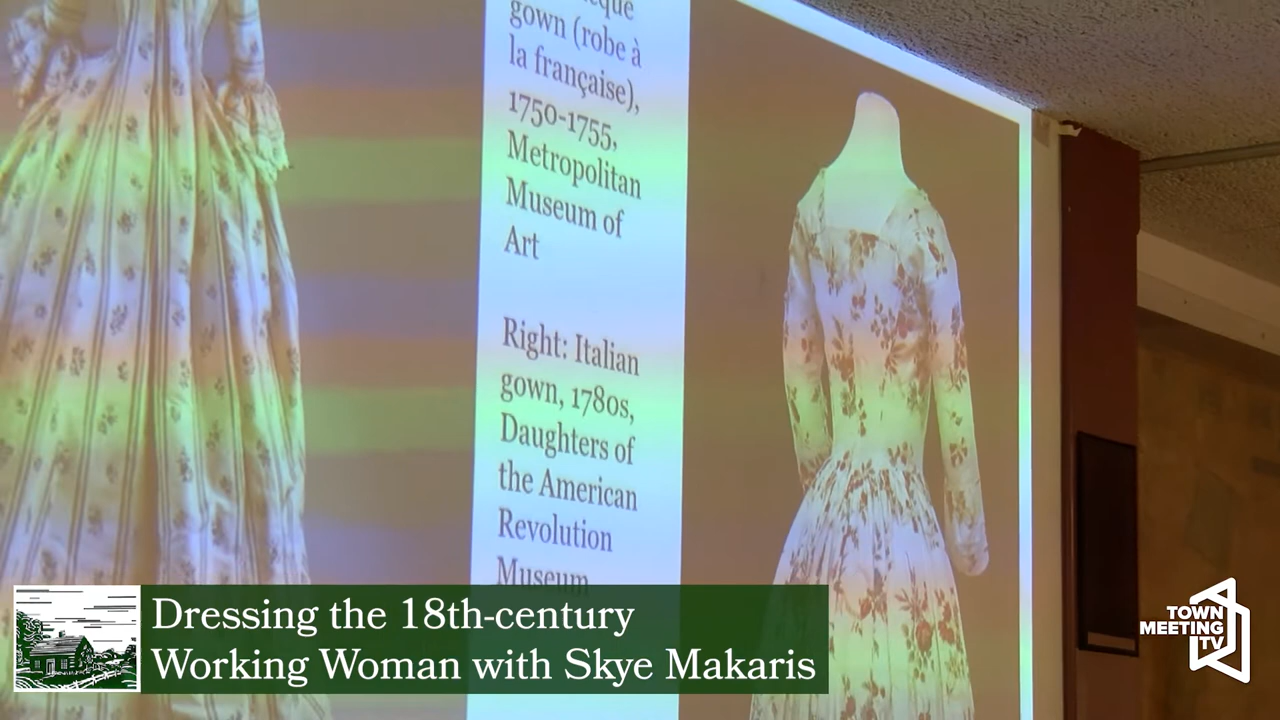 gown (robe à
la française),
1750-1755,
Metropolitan
Museum of
Art
Right: Italian
gown, 1780s,
Daughters of
the American
Revolution
Museum
Dressing the 18th-century
Working Woman with Skye Makaris
TOWN
MEETING
TV